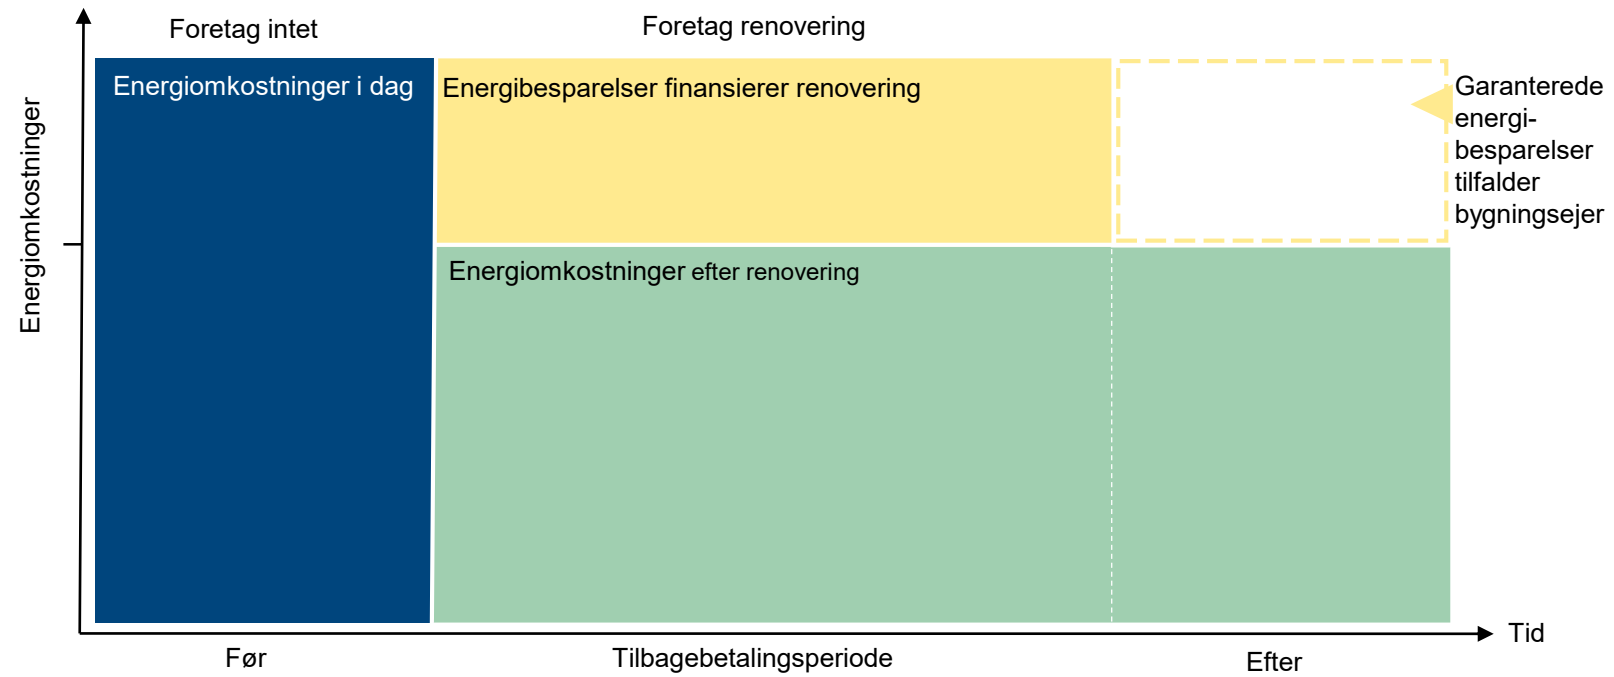 Foretag intet
Foretag renovering
Energiomkostninger
Energiomkostninger i dag
Energibesparelser finansierer renovering
Garanterede
energi-
besparelser
tilfalder
bygningsejer
Energiomkostninger efter renovering
Tid
Før
Tilbagebetalingsperiode
Efter